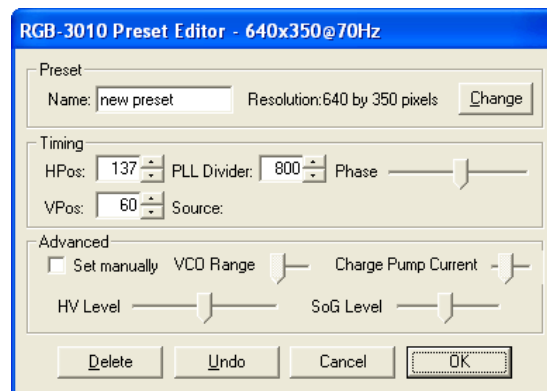 RGB-3010 Preset Editor - 640x350@70Hz
Preset
Name: new preset Resolution:640 by 350 pixels Change
Timing
HPos: 137 PLL Divider: 800 Phase
VPos: 60 Source:
Advanced
Set manually VCO Range Charge Pump Current
HV Level SoG Level
Delete Undo Cancel OK